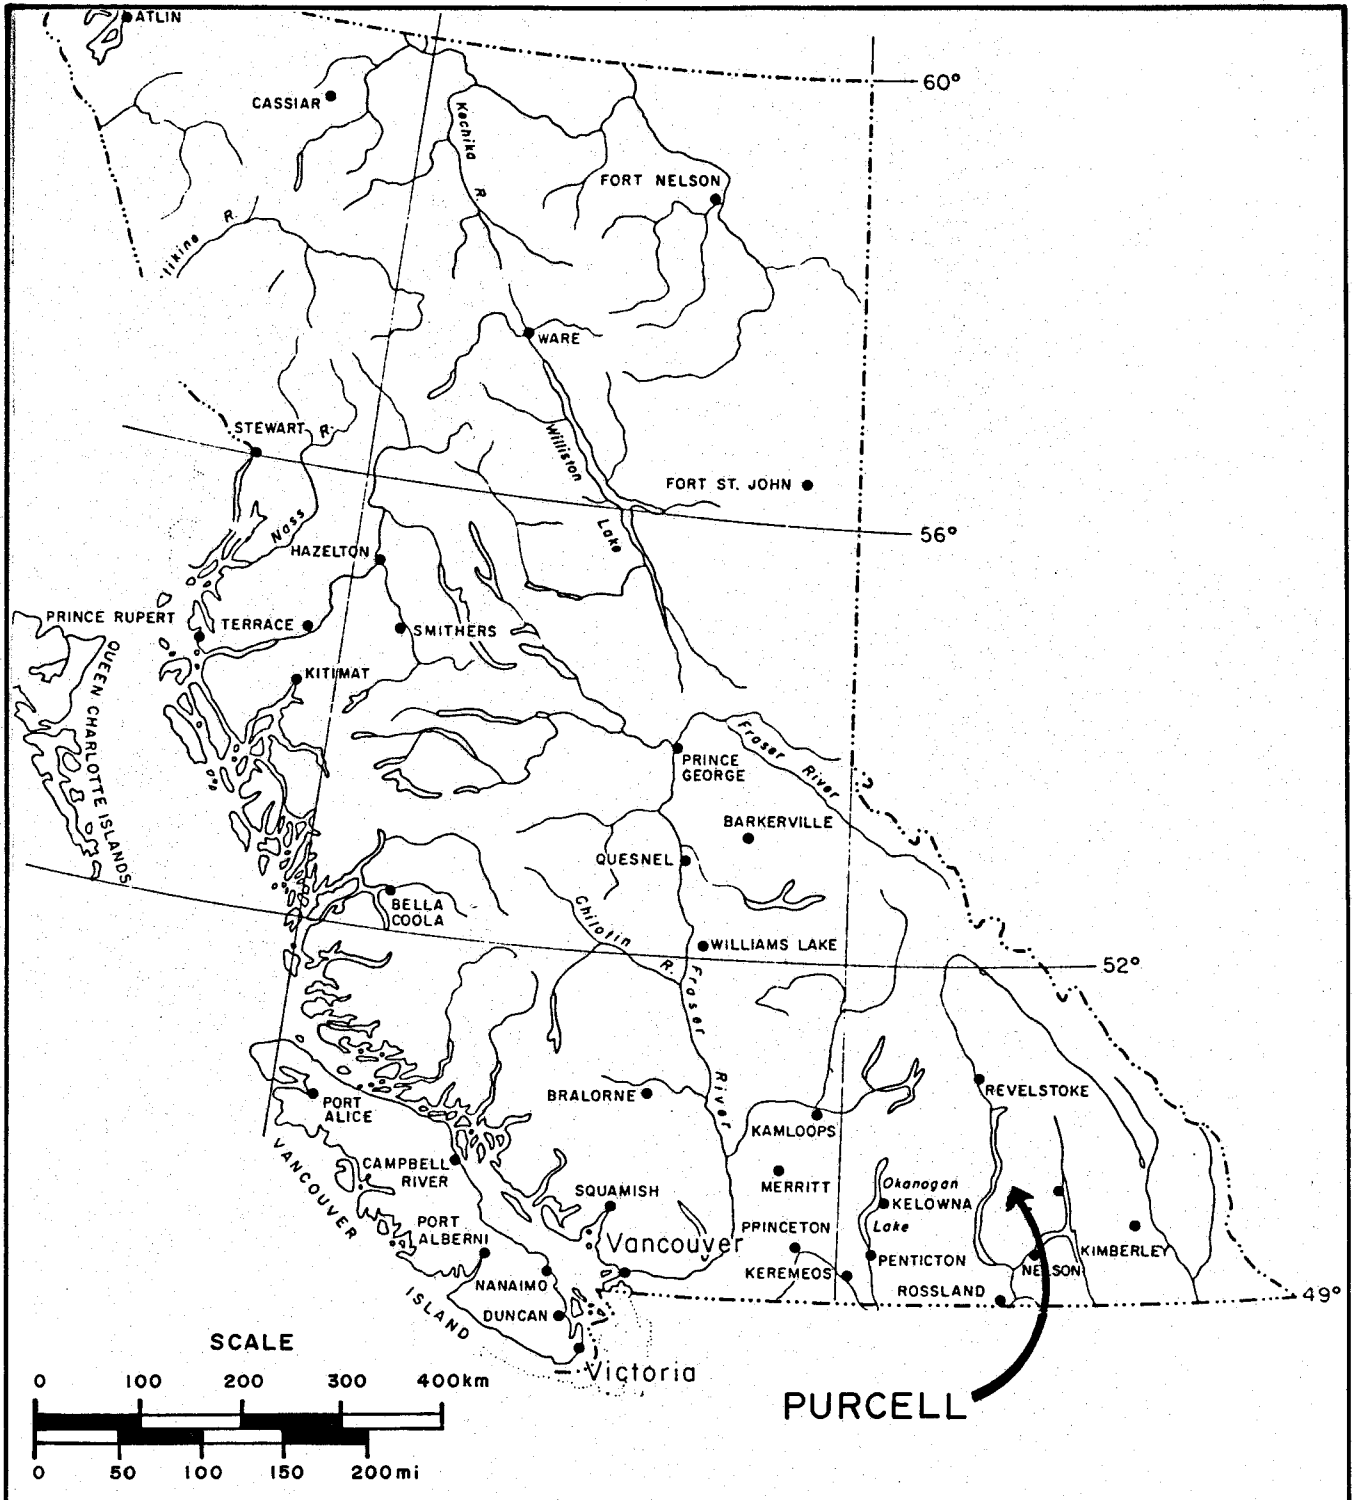 ATLIN
60°
CASSIAR
Kechika
R.
FORT NELSON
R.
WARE
STEWART
R.
Williston
Lake
FORT ST. JOHN
56°
Nass
HAZELTON
PRINCE RUPERT
TERRACE
SMITHERS
KITIMAT
QUEEN CHARLOTTE ISLANDS
PRINCE
GEORGE
Fraser River
BARKERVILLE
QUESNEL
BELLA
COOLA
Chilotin
R.
WILLIAMS LAKE
52°
Fraser
River
PORT
ALICE
BRALORNE
KAMLOOPS
REVELSTOKE
VANCOUVER
ISLAND
CAMPBELL
RIVER
SQUAMISH
MERRITT
Okanogan
KELOWNA
Lake
PORT
ALBERNI
Vancouver
PRINCETON
KEREMEOS
PENTICTON
NELSON
KIMBERLEY
NANAIMO
ROSSLAND
49°
DUNCAN
Victoria
SCALE
0 100 200 300 400km
0 50 100 150 200mi
PURCELL